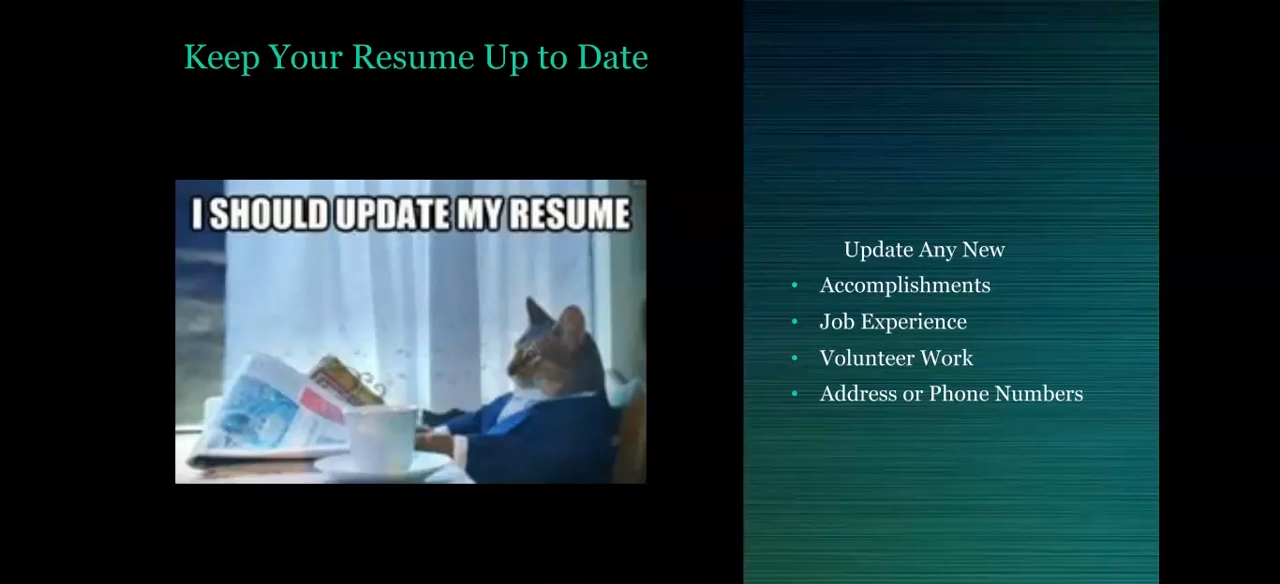 Keep Your Resume Up to Date
I SHOULD UPDATE MY RESUME
Update Any New
• Accomplishments
• Job Experience
• Volunteer Work
• Address or Phone Numbers